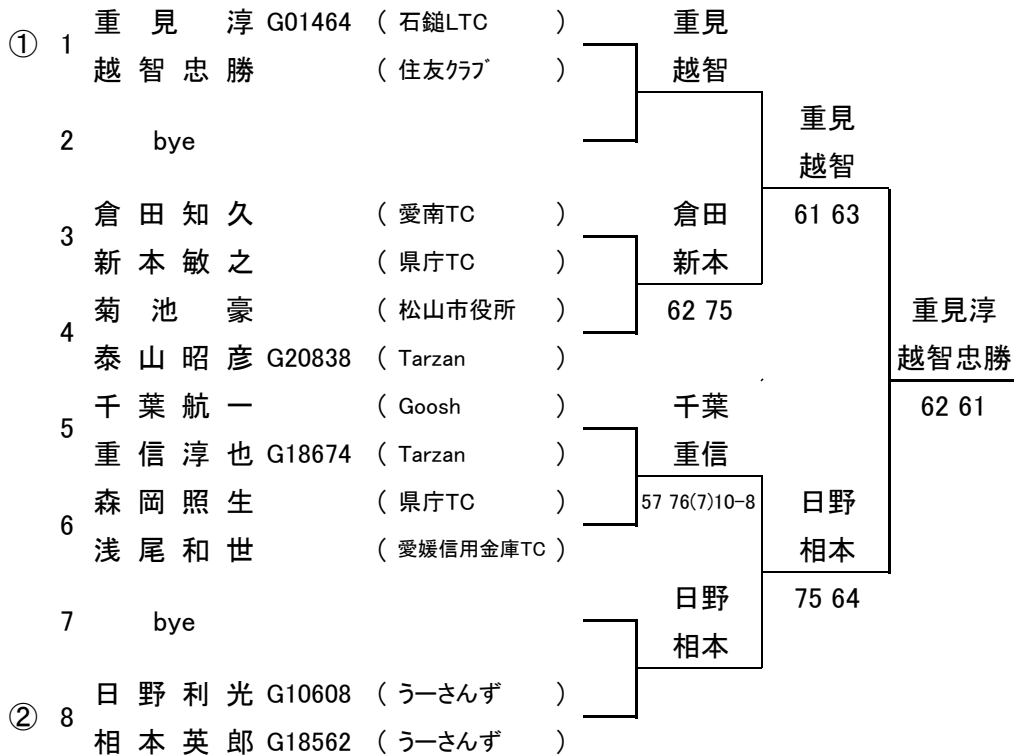 重見　淳 G01464 ( 石鎚LTC )
① 1
越智忠勝 ( 住友クラブ )
重見
越智
2 bye
重見
越智
61 63
3
倉田知久 ( 愛南TC )
新本敏之 ( 県庁TC )
倉田
新本
62 75
4
菊池　豪 ( 松山市役所 )
泰山昭彦 G20838 ( Tarzan )
重見淳
越智忠勝
62 61
5
千葉航一 ( Goosh )
重信淳也 G18674 ( Tarzan )
千葉
重信
57 76(7)10-8
6
森岡照生 ( 県庁TC )
浅尾和世 ( 愛媛信用金庫TC )
日野
相本
75 64
7 bye
日野
相本
② 8
日野利光 G10608 ( うーさんず )
相本英郎 G18562 ( うーさんず )